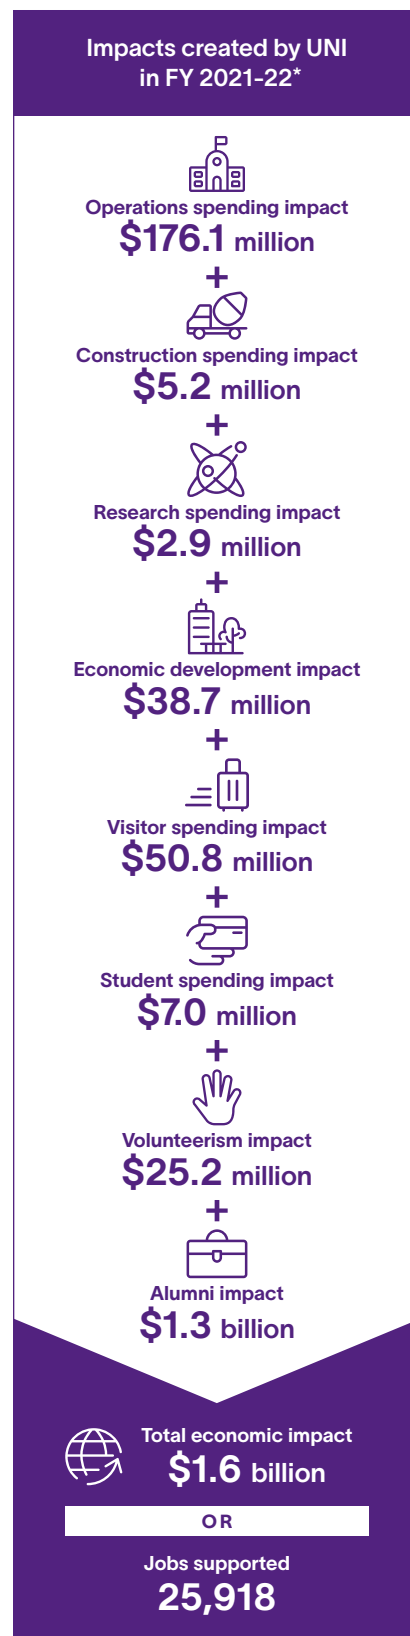 Impacts created by UNI
in FY 2021-22*
Operations spending impact
$176.1 million
+
Construction spending impact
$5.2 million
+
Research spending impact
$2.9 million
+
Economic development impact
$38.7 million
+
Visitor spending impact
$50.8 million
+
Student spending impact
$7.0 million
+
Volunteerism impact
$25.2 million
+
Alumni impact
$1.3 billion
Total economic impact
$1.6 billion
OR
Jobs supported
25,918